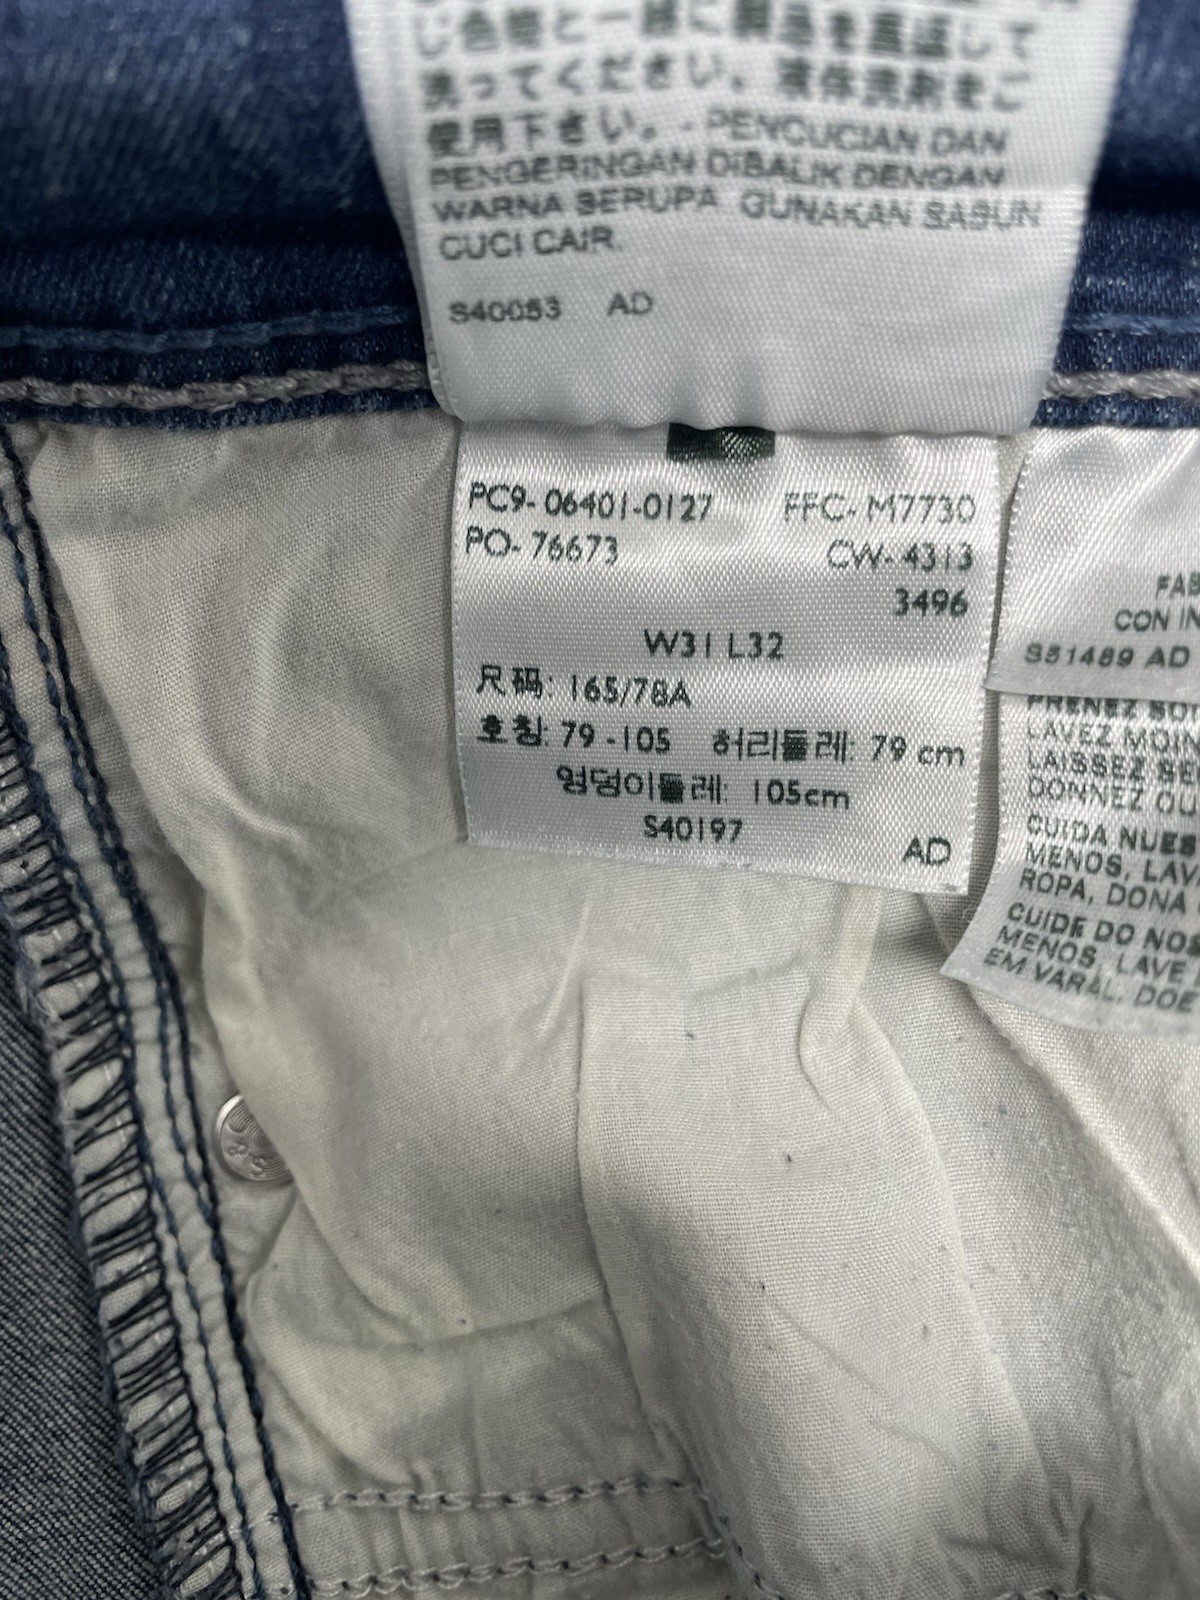 じ色物と一緒に製品を裏返して
洗ってください。液体洗剤をご
使用下さい。 - PENCUCIAN DAN
PENGERINGAN DIBALIK DENGAN
WARNA SERUPA GUNAKAN SABUN
CUCI CAIR.
S40053 AD
PC9- 06401-0127 FFC- M7730
PO- 76673 CW- 4313
3496
W31 L32
尺码: 165/78A
호칭: 79 -105 허리둘레: 79 cm
엉덩이둘레: 105cm
S40197 AD
CON IN
S51489 AD
PRENEZ
LAVEZ MOIN
LAISSEZ
DONNEZ OU
CUIDA NUES
MENOS, LAV
ROPA, DONA
CUIDE DO NOS
MENOS, LAVE
EM VARAL, DOE